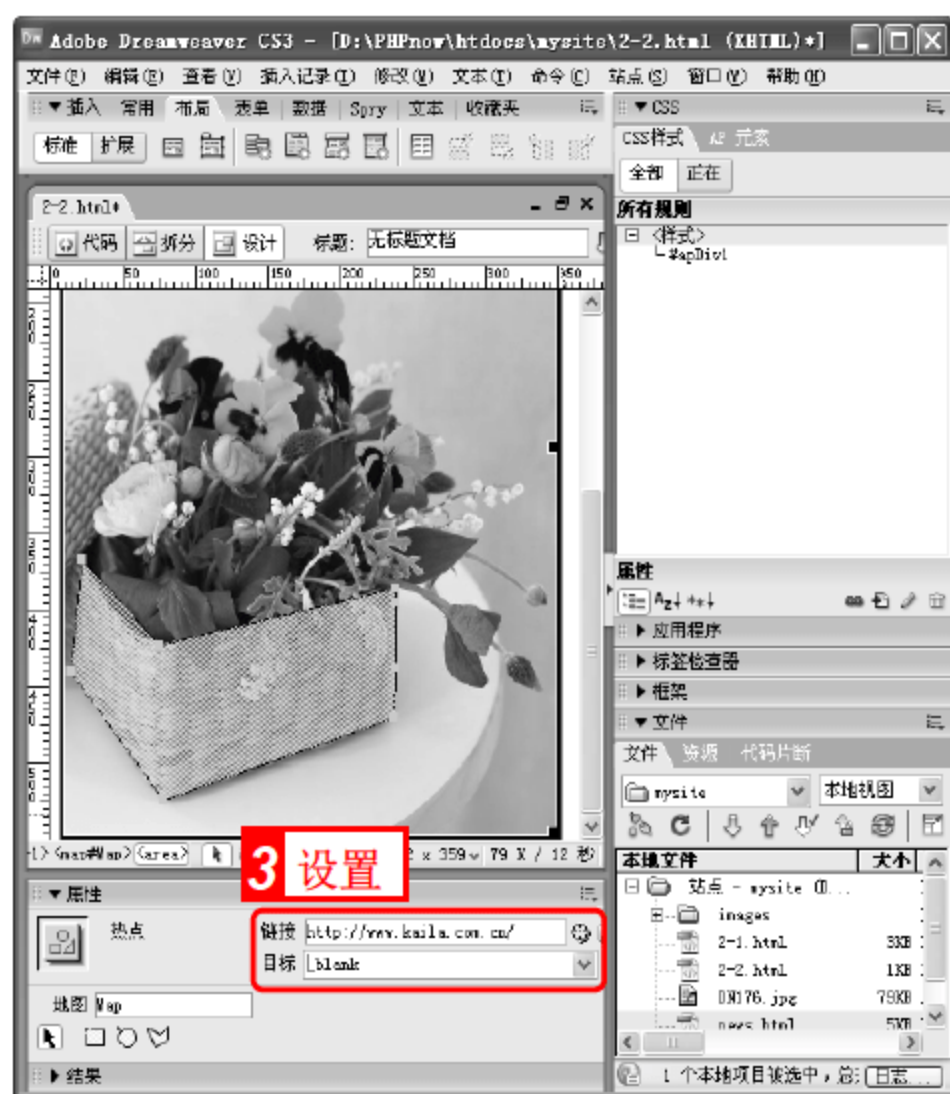 Adobe Dreamweaver CS3 - [D:\PHPnow\htdocs\mysite\2-2.html (XHTML)*]
文件(F) 编辑(E) 查看(V) 插入记录(I) 修改(M) 文本(T) 命令(C) 站点(S) 窗口(W) 帮助(H)
▼插入 常用 布局 表单 数据 Spry 文本 收藏夹
标准 扩展
▼CSS
CSS样式 AP 元素
全部 正在
所有规则
<样式>
#apDiv1
2-2.html*
代码 拆分 设计 标题: 无标题文档
0 50 100 150 200 250 300 350
<map#Map> <area>
x 359 79 K / 12 秒
3 设置
▼属性
热点
链接 http://www.kaila.com.cn/
目标 _blank
地图 Map
▶结果
属性
▶应用程序
▶标签检查器
▶框架
▼文件
文件 资源 代码片断
mysite 本地视图
本地文件 大小
站点 - mysite (D...
images
2-1.html 3KB
2-2.html 1KB
DN176.jpg 79KB
news.html 5KB
1 个本地项目被选中，总 日志...